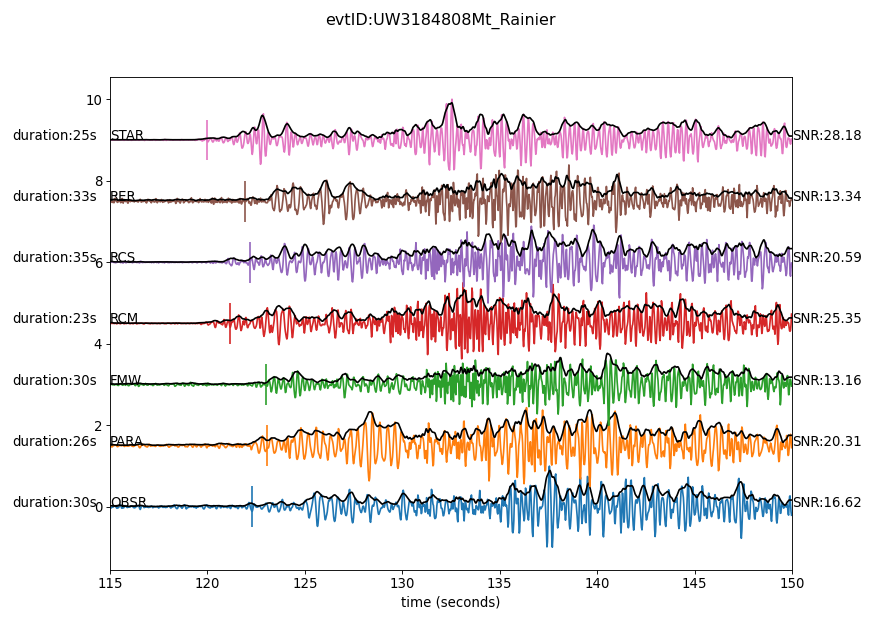 evtID:UW3184808Mt_Rainier
10
duration:25s STAR SNR:28.18
8
duration:33s RER SNR:13.34
duration:35s RCS SNR:20.59
6
duration:23s RCM SNR:25.35
4
duration:30s FMW SNR:13.16
2
duration:26s PARA SNR:20.31
duration:30s OBSR SNR:16.62
0
115 120 125 130 135 140 145 150
time (seconds)